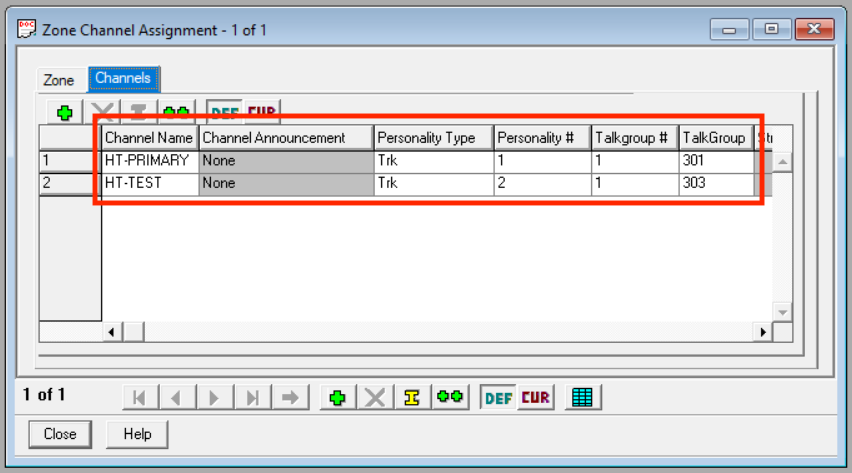 Zone Channel Assignment - 1 of 1
Zone Channels
DEF CUR
Channel Name Channel Announcement Personality Type Personality # Talkgroup # TalkGroup
1 HT-PRIMARY None Trk 1 1 301
2 HT-TEST None Trk 2 1 303
1 of 1 DEF CUR
Close Help